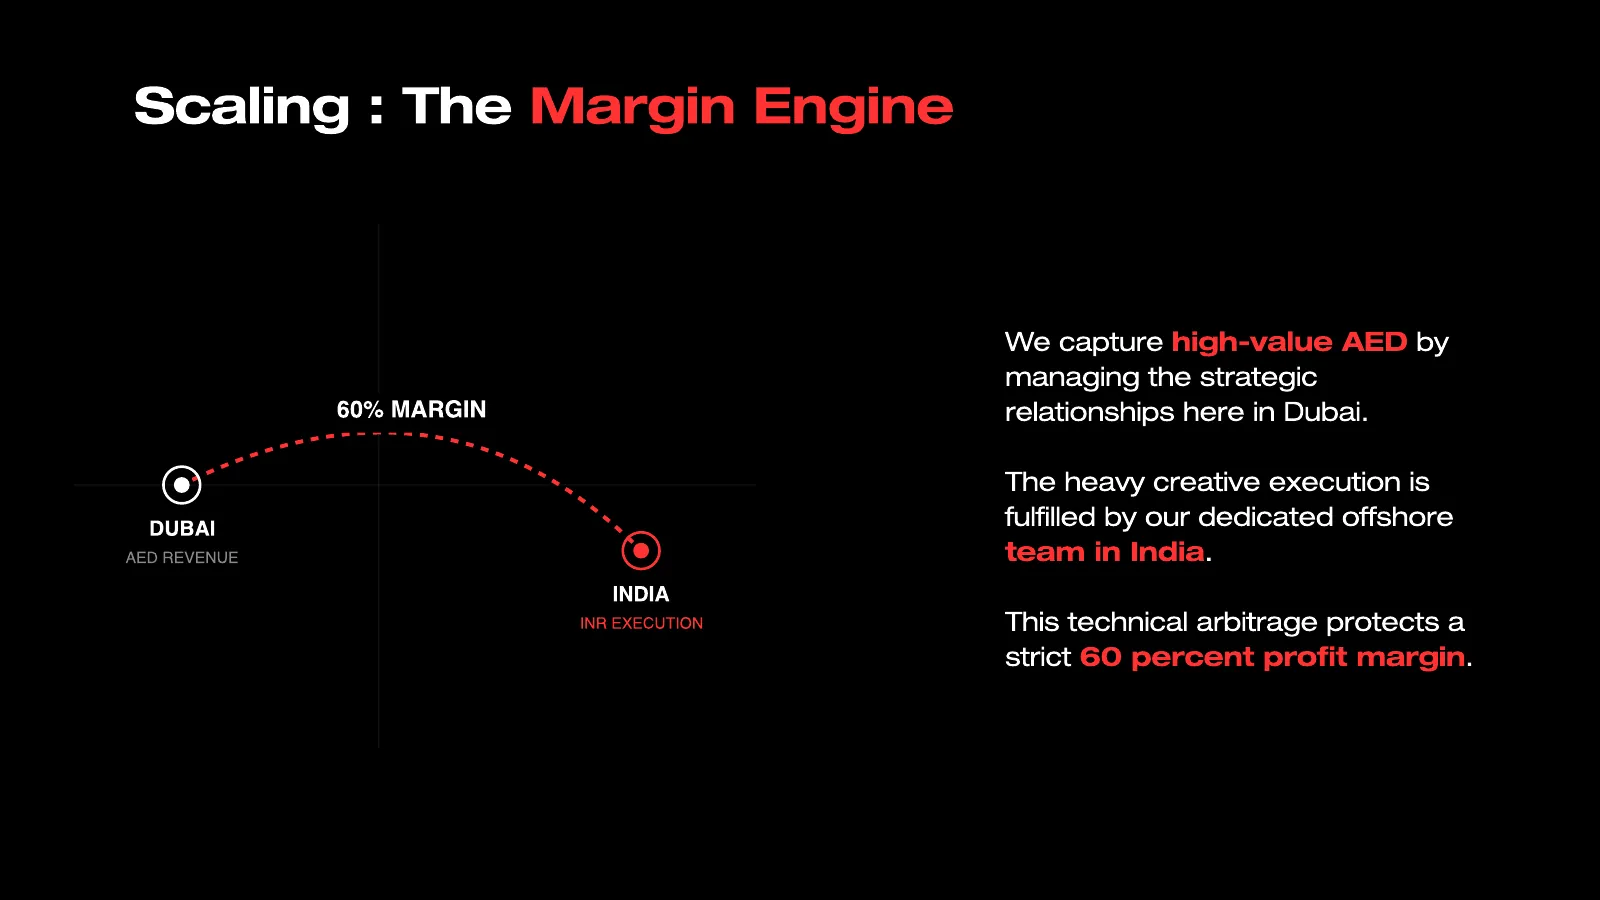 Scaling : The Margin Engine
60% MARGIN
DUBAI
AED REVENUE
INDIA
INR EXECUTION
We capture high-value AED by
managing the strategic
relationships here in Dubai.
The heavy creative execution is
fulfilled by our dedicated offshore
team in India.
This technical arbitrage protects a
strict 60 percent profit margin.